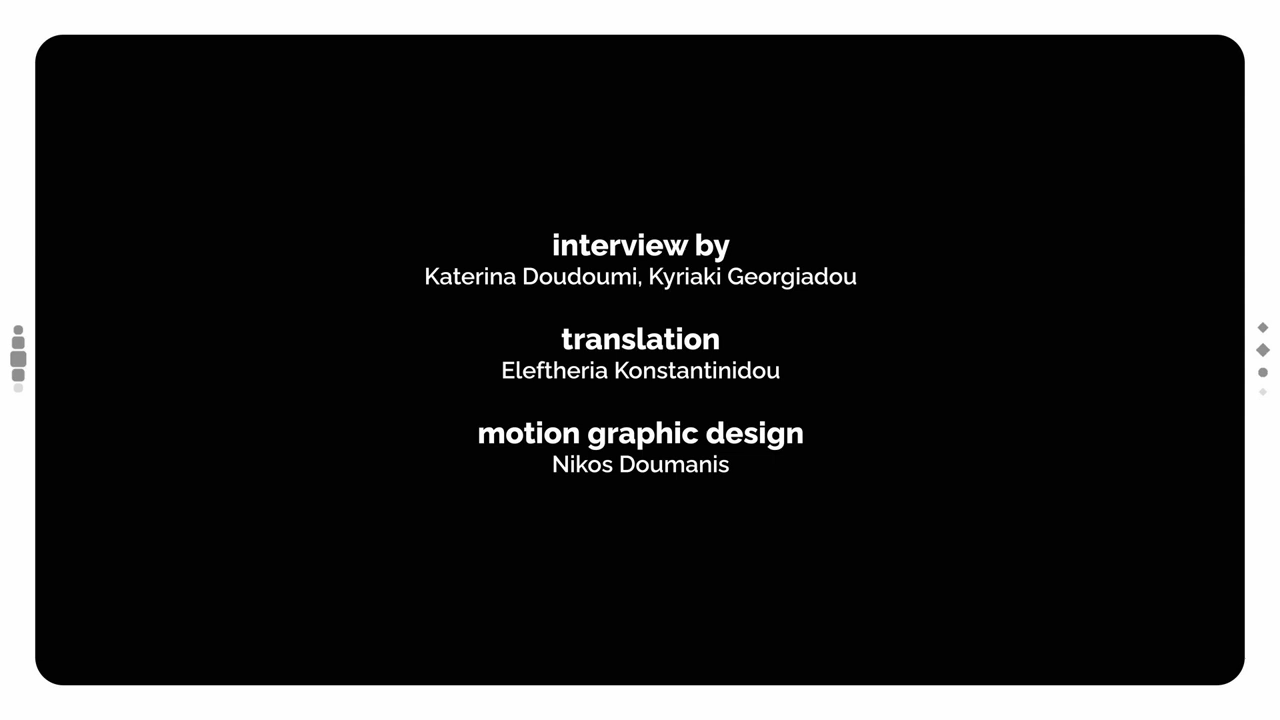 interview by
Katerina Doudoumi, Kyriaki Georgiadou
translation
Eleftheria Konstantinidou
motion graphic design
Nikos Doumanis